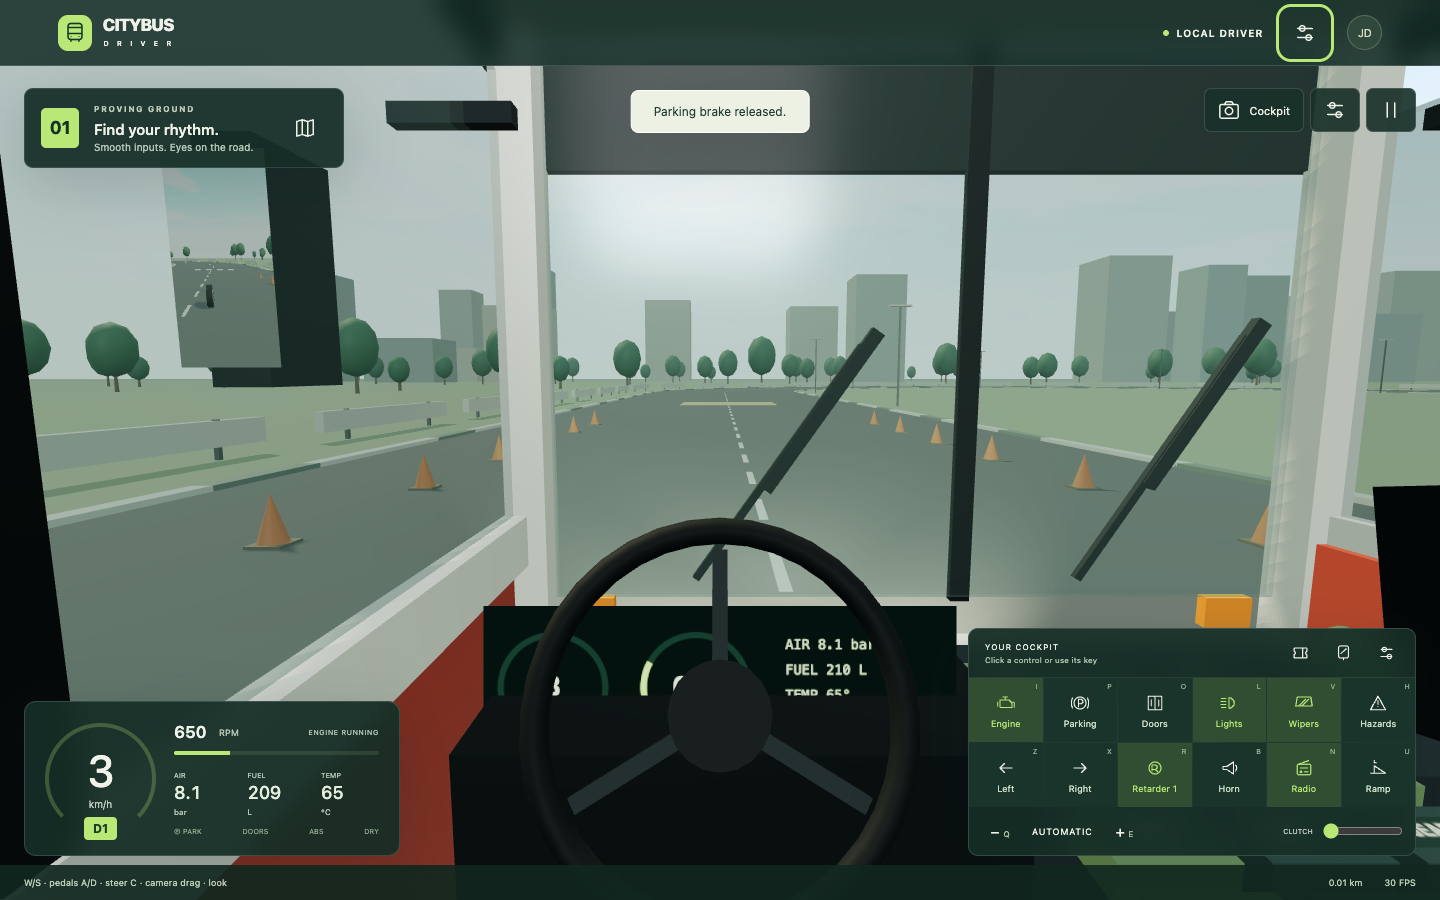 CITYBUS
DRIVER
LOCAL DRIVER
JD
01
PROVING GROUND
Find your rhythm.
Smooth inputs. Eyes on the road.
Parking brake released.
Cockpit
AIR 8.1 bar
FUEL 210 L
TEMP 65°
3
km/h
D1
650 RPM
ENGINE RUNNING
AIR
8.1
bar
FUEL
209
L
TEMP
65
°C
Ⓟ PARK
DOORS
ABS
DRY
YOUR COCKPIT
Click a control or use its key
I
Engine
P
Parking
O
Doors
L
Lights
V
Wipers
H
Hazards
Z
Left
X
Right
R
Retarder 1
B
Horn
N
Radio
U
Ramp
− Q
AUTOMATIC
+ E
CLUTCH
W/S · pedals A/D · steer C · camera drag · look
0.01 km
30 FPS